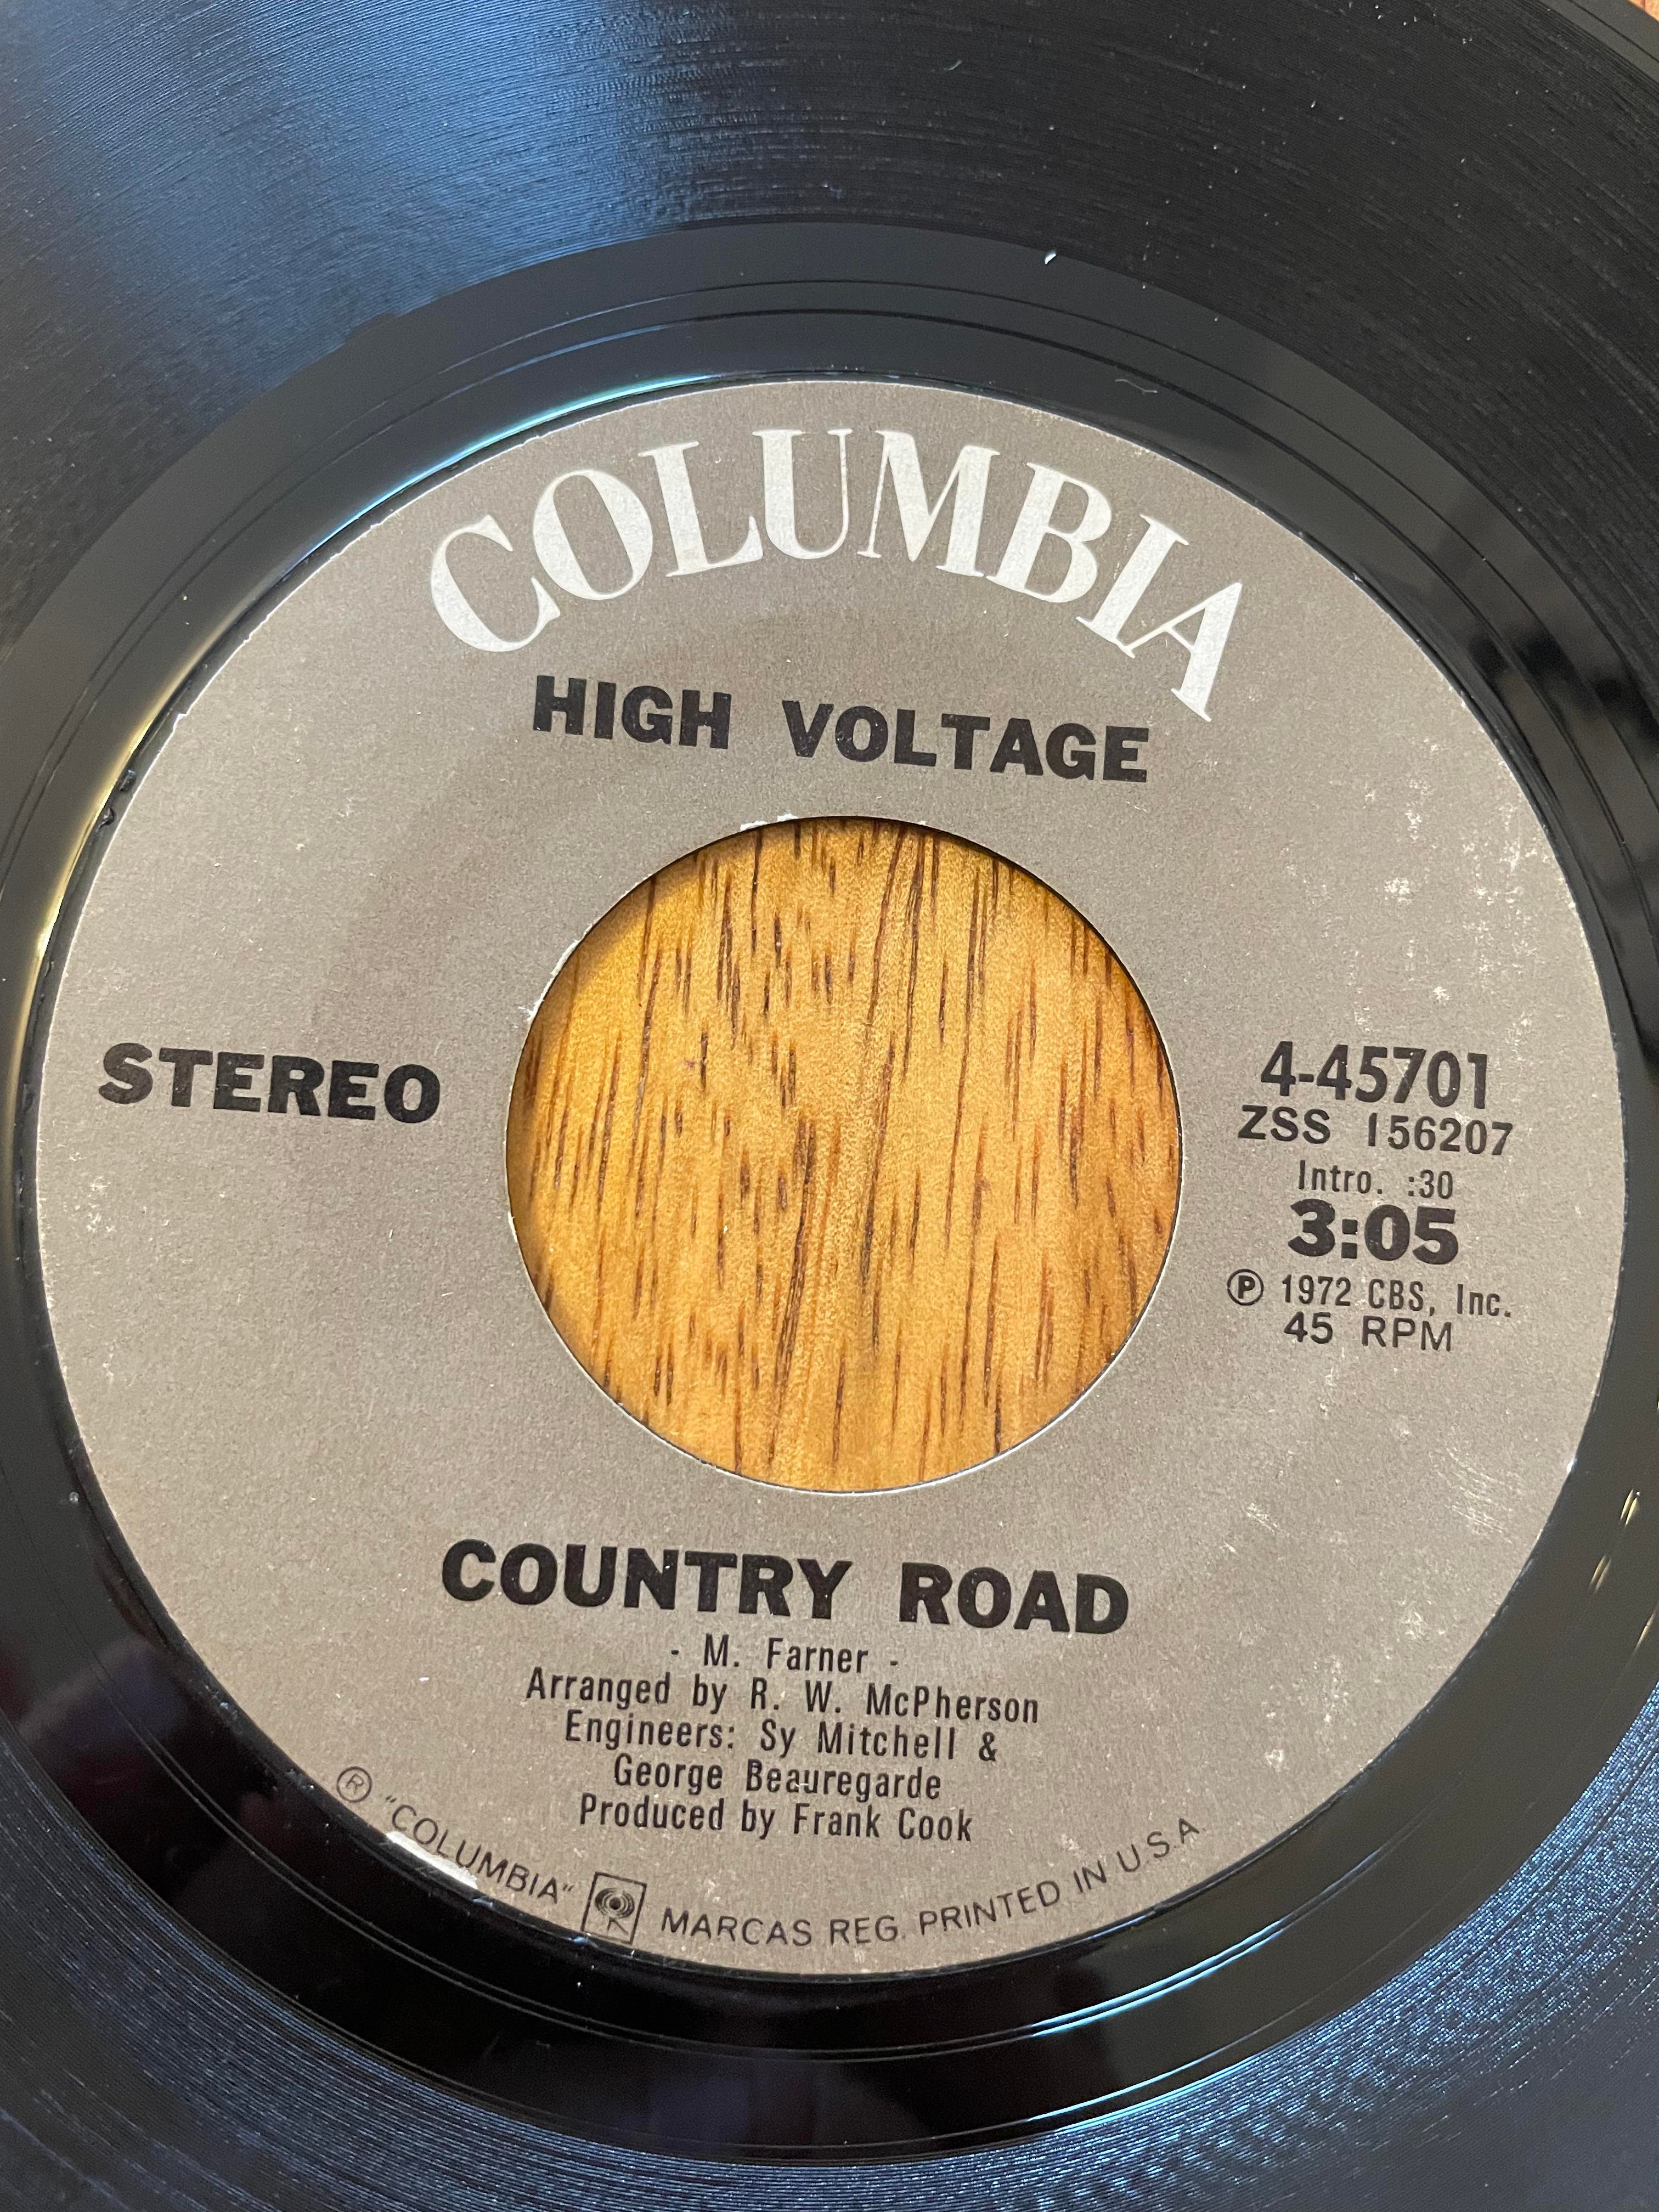 COLUMBIA
HIGH VOLTAGE
STEREO
4-45701
ZSS 156207
Intro. :30
3:05
Ⓟ 1972 CBS, Inc.
45 RPM
COUNTRY ROAD
- M. Farner -
Arranged by R. W. McPherson
Engineers: Sy Mitchell &
George Beauregarde
Produced by Frank Cook
® "COLUMBIA" MARCAS REG. PRINTED IN U.S.A.